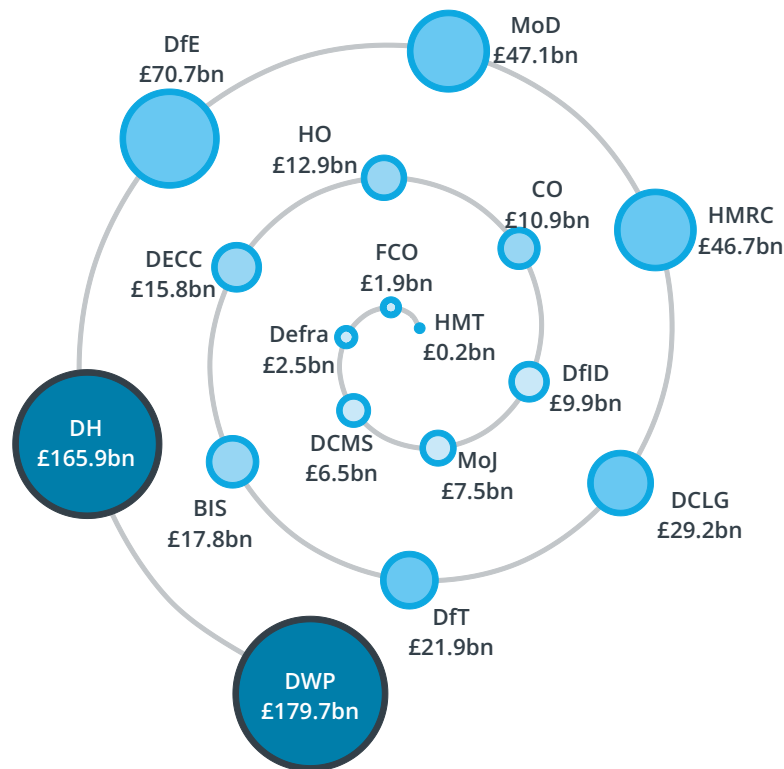 MoD
£47.1bn
DfE
£70.7bn
HO
£12.9bn
CO
£10.9bn
HMRC
£46.7bn
FCO
£1.9bn
DECC
£15.8bn
HMT
£0.2bn
Defra
£2.5bn
DfID
£9.9bn
DH
£165.9bn
DCMS
£6.5bn
MoJ
£7.5bn
DCLG
£29.2bn
BIS
£17.8bn
DfT
£21.9bn
DWP
£179.7bn